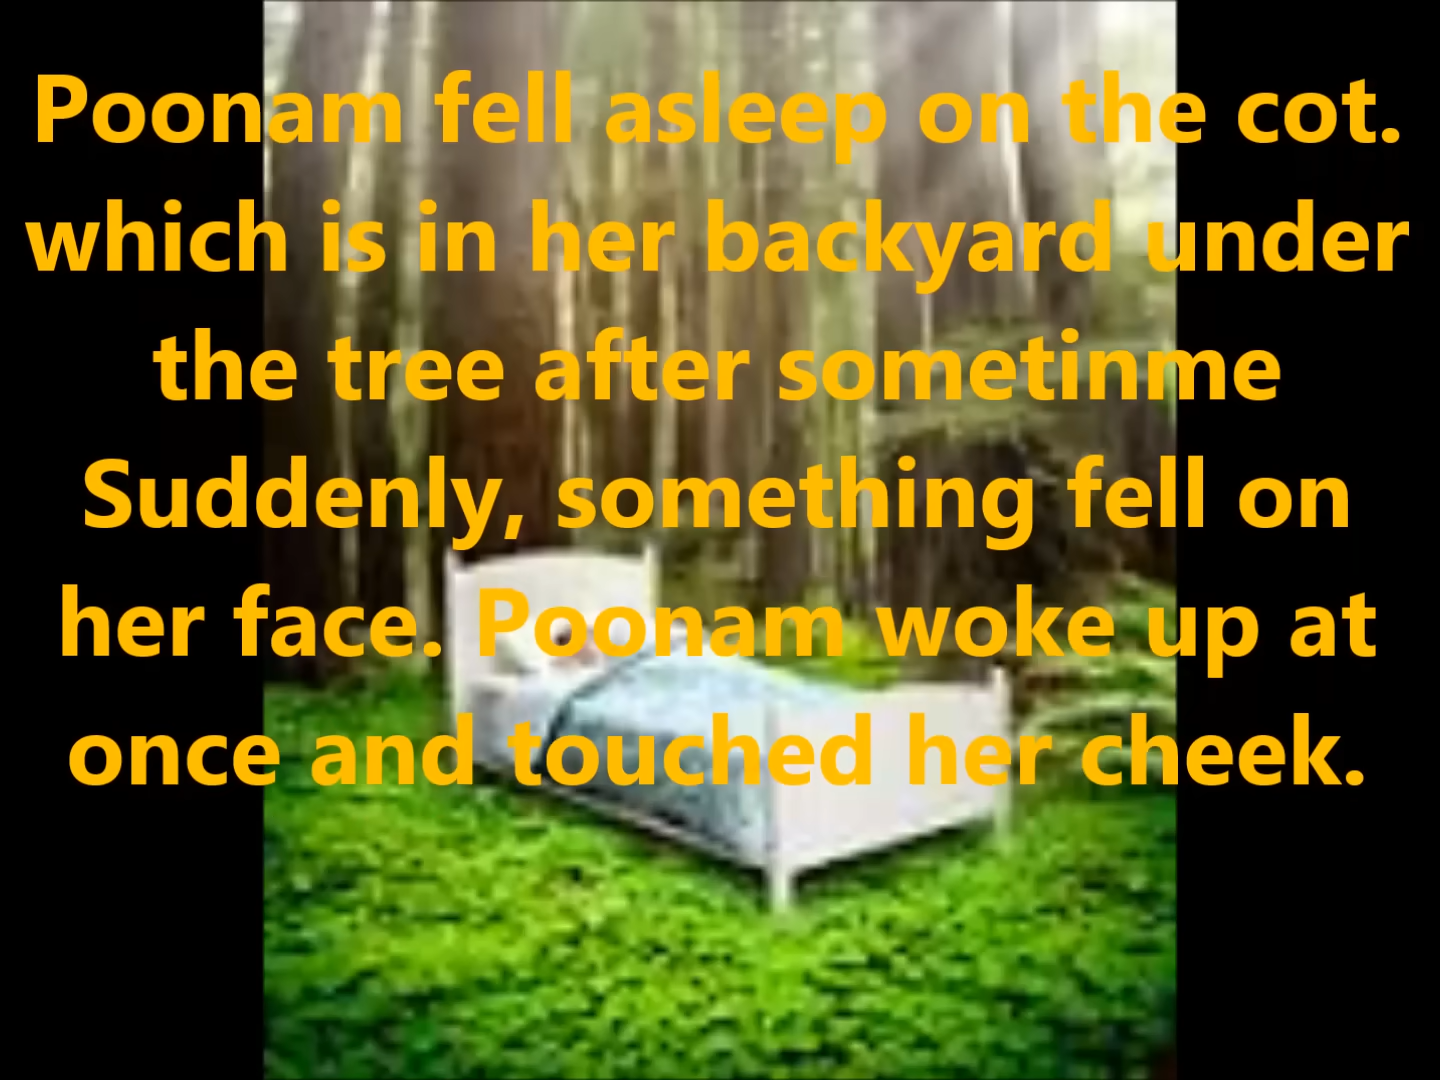 Poonam fell asleep on the cot.
which is in her backyard under
the tree after sometinme
Suddenly, something fell on
her face. Poonam woke up at
once and touched her cheek.